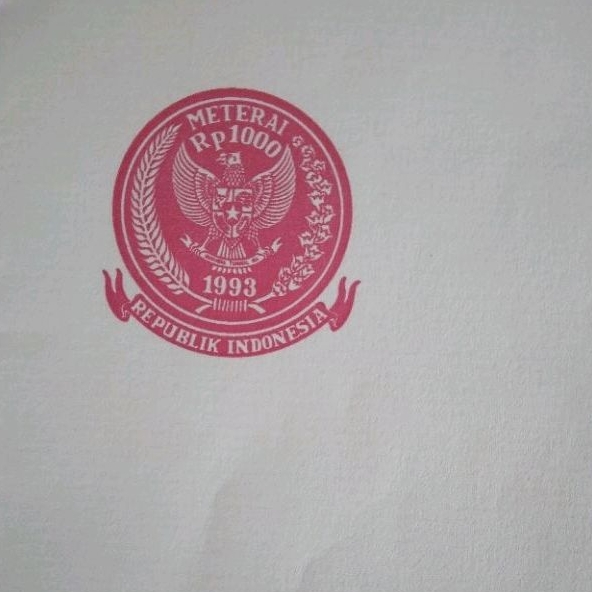 METERAI
Rp1000
1993
REPUBLIK INDONESIA